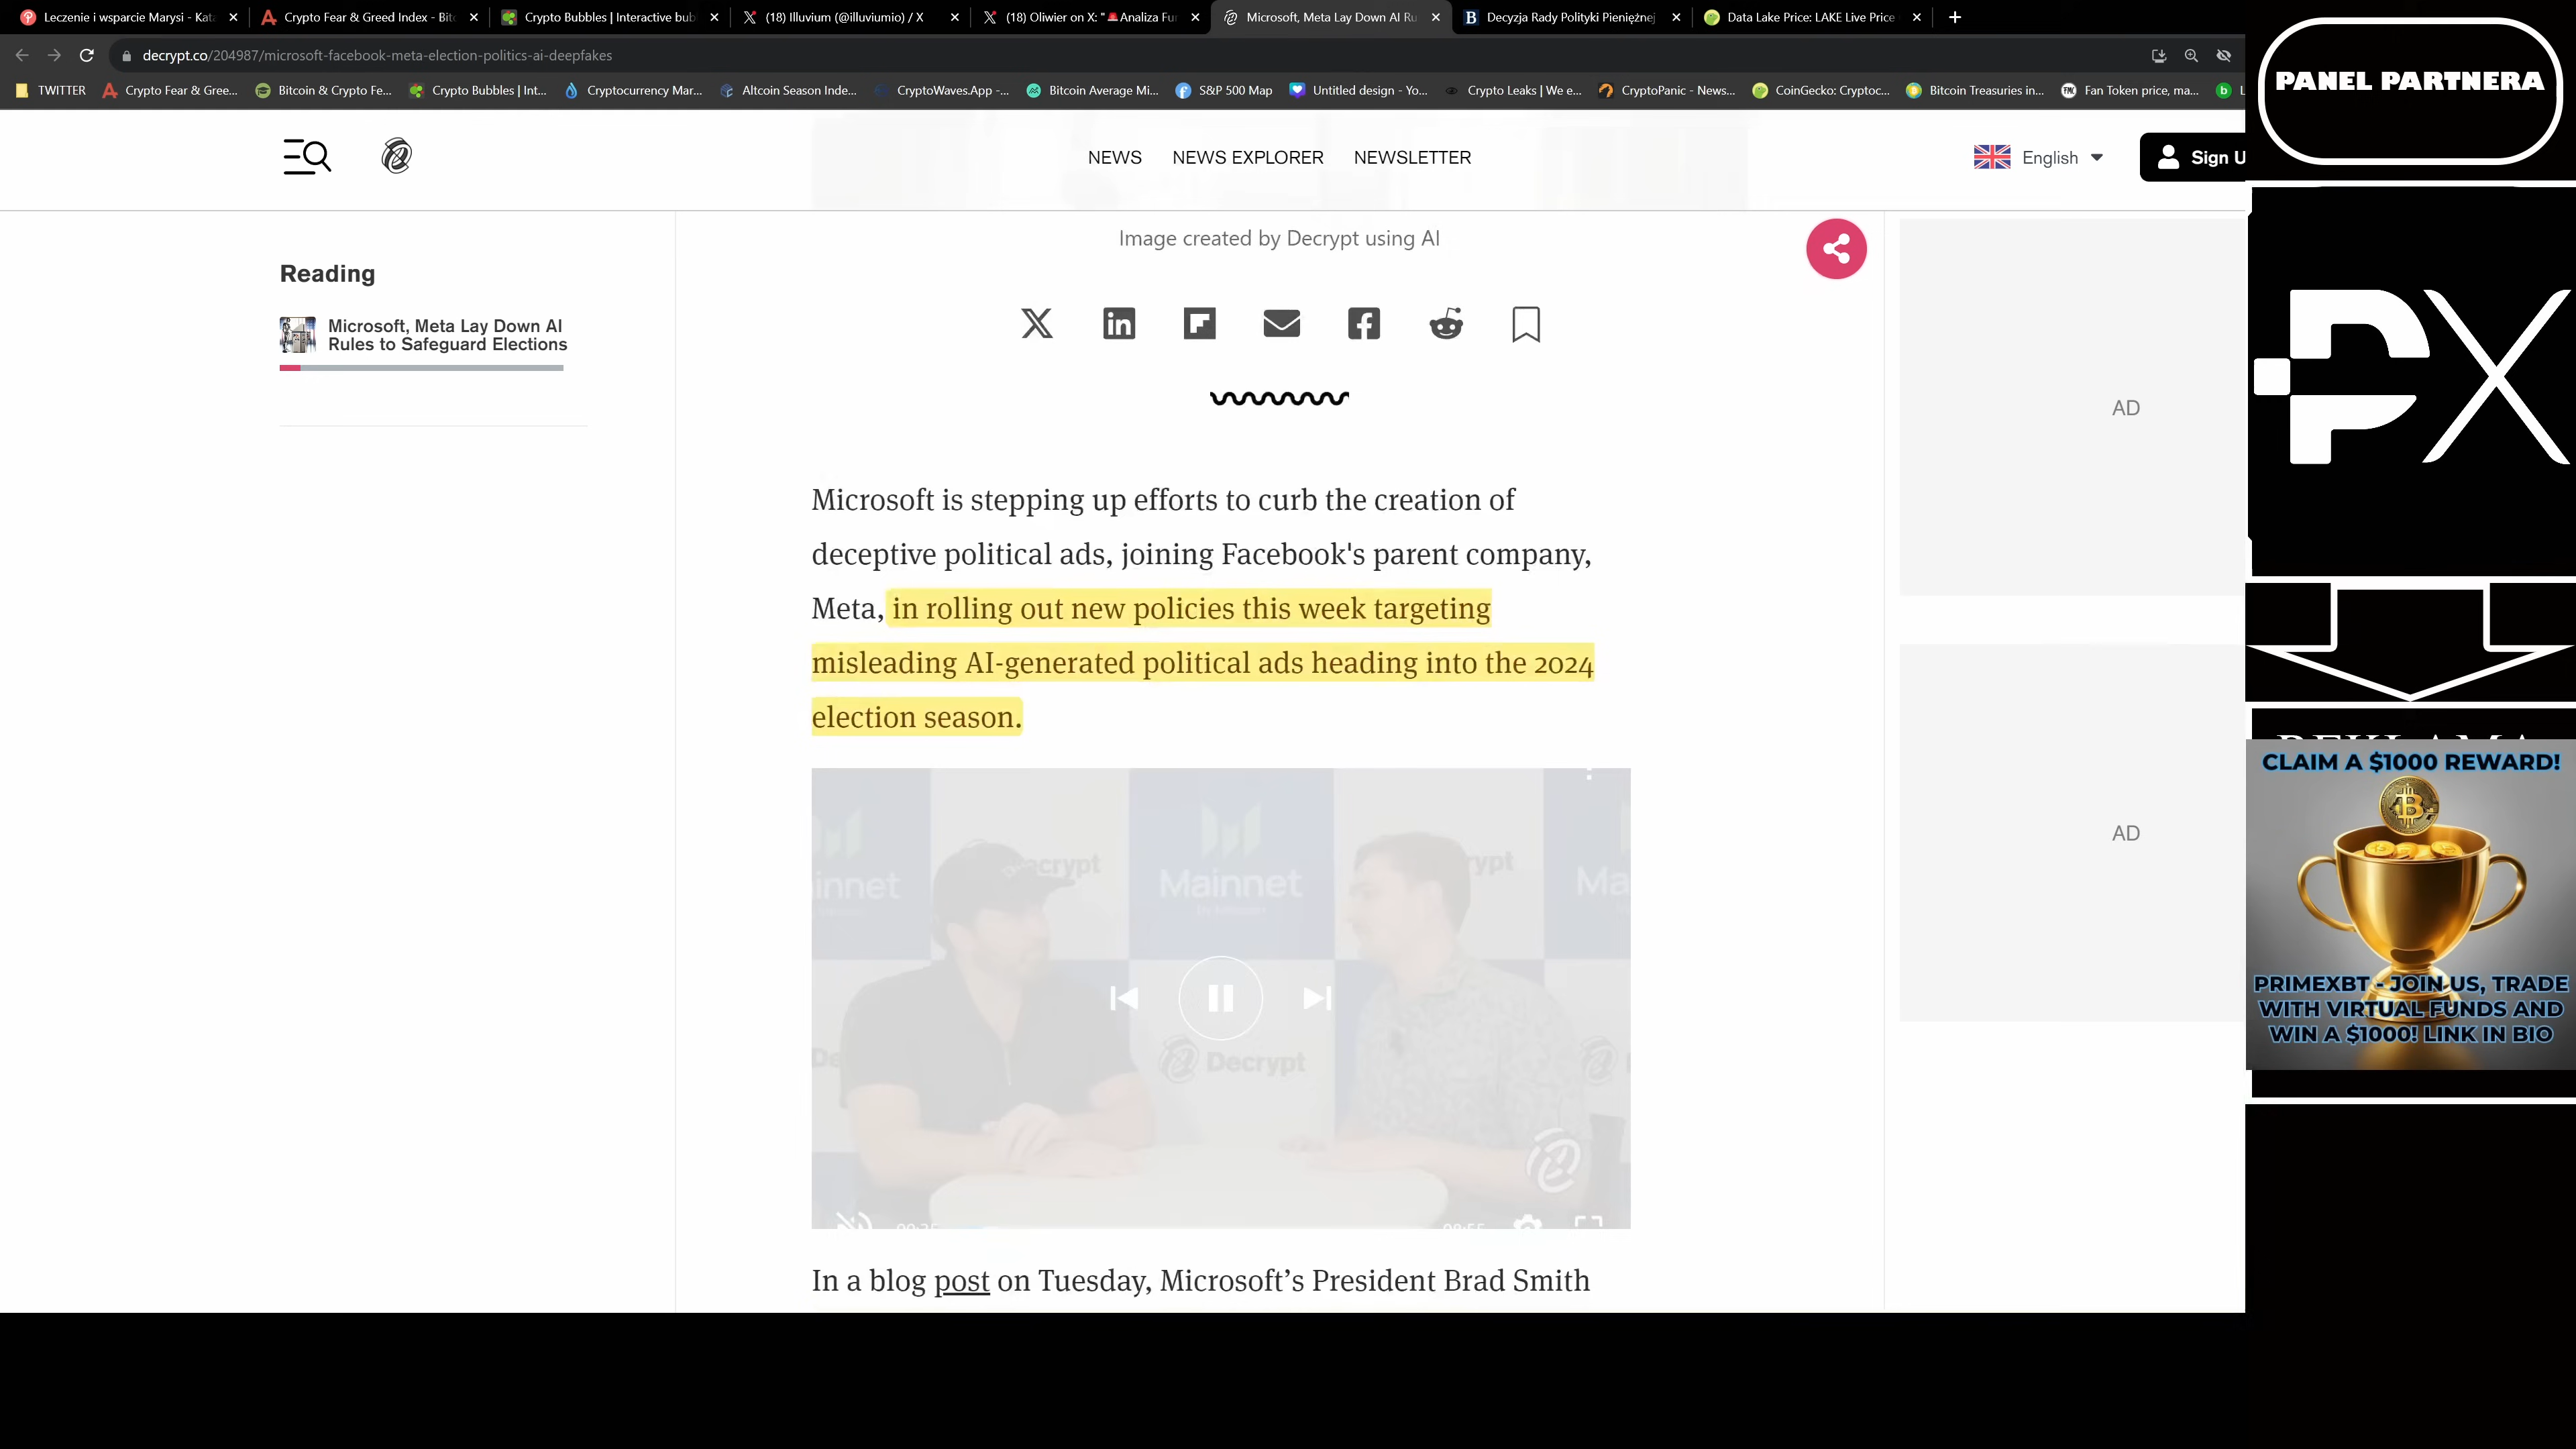 Leczenie i wsparcie Marysi - Kata
Crypto Fear & Greed Index - Bitc
Crypto Bubbles | Interactive bub
(18) Illuvium (@illuviumio) / X
(18) Oliwier on X: "🚨Analiza Fu
Microsoft, Meta Lay Down AI Ru
Decyzja Rady Polityki Pieniężnej
Data Lake Price: LAKE Live Price
decrypt.co/204987/microsoft-facebook-meta-election-politics-ai-deepfakes
TWITTER
Crypto Fear & Gree...
Bitcoin & Crypto Fe...
Crypto Bubbles | Int...
Cryptocurrency Mar...
Altcoin Season Inde...
CryptoWaves.App -...
Bitcoin Average Mi...
S&P 500 Map
Untitled design - Yo...
Crypto Leaks | We e...
CryptoPanic - News...
CoinGecko: Cryptoc...
Bitcoin Treasuries in...
Fan Token price, ma...
PANEL PARTNERA
NEWS
NEWS EXPLORER
NEWSLETTER
English
Sign U
Image created by Decrypt using AI
Reading
Microsoft, Meta Lay Down AI
Rules to Safeguard Elections
AD
PX
Microsoft is stepping up efforts to curb the creation of
deceptive political ads, joining Facebook's parent company,
Meta, in rolling out new policies this week targeting
misleading AI-generated political ads heading into the 2024
election season.
AD
Mainnet
Decrypt
REKLAMA
CLAIM A $1000 REWARD!
PRIMEXBT - JOIN US, TRADE
WITH VIRTUAL FUNDS AND
WIN A $1000! LINK IN BIO
In a blog post on Tuesday, Microsoft’s President Brad Smith